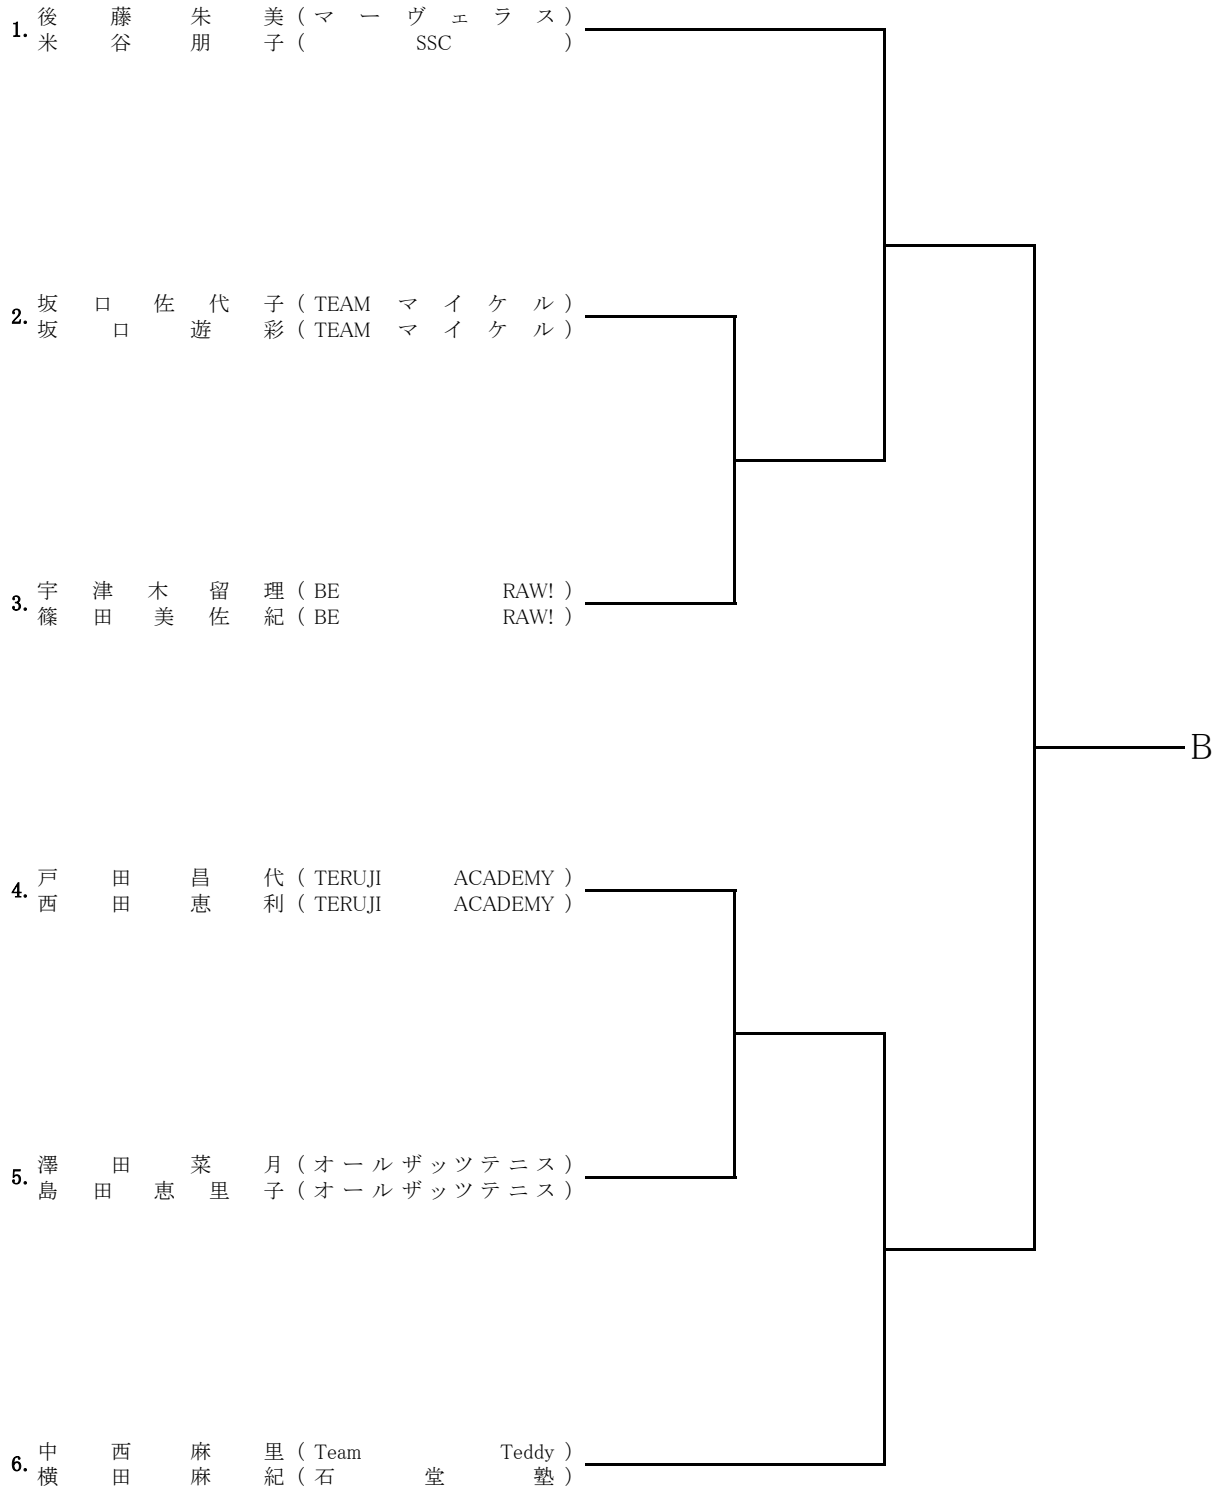 1. 後藤朱美 (マーヴェラス)
米谷朋子 (SSC)
2. 坂口佐代子 (TEAM マイケル)
坂口遊彩 (TEAM マイケル)
3. 宇津木留理 (BE RAW!)
篠田美佐紀 (BE RAW!)
B
4. 戸田昌代 (TERUJI ACADEMY)
西田恵利 (TERUJI ACADEMY)
5. 澤田菜月 (オールザッツテニス)
島田恵里子 (オールザッツテニス)
6. 中西麻里 (Team Teddy)
横田麻紀 (石堂塾)